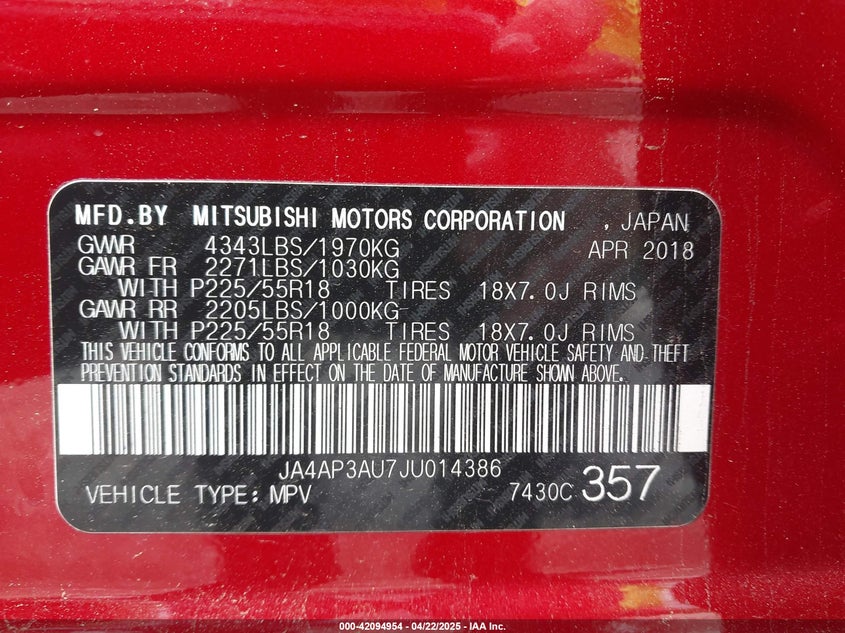 MFD.BY MITSUBISHI MOTORS CORPORATION , JAPAN
GVWR 4343LBS/1970KG APR 2018
GAWR FR 2271LBS/1030KG
WITH P225/55R18 TIRES 18X7.0J RIMS
GAWR RR 2205LBS/1000KG
WITH P225/55R18 TIRES 18X7.0J RIMS
THIS VEHICLE CONFORMS TO ALL APPLICABLE FEDERAL MOTOR VEHICLE SAFETY AND THEFT
PREVENTION STANDARDS IN EFFECT ON THE DATE OF MANUFACTURE SHOWN ABOVE.
JA4AP3AU7JU014386
VEHICLE TYPE: MPV 7430C 357
000-42094954 - 04/22/2025 - IAA Inc.